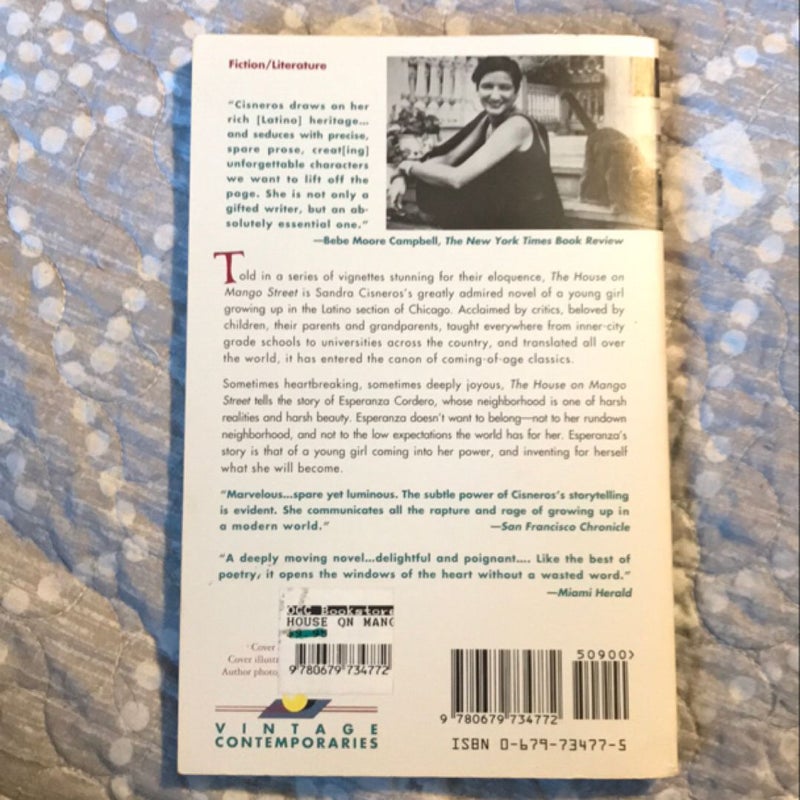 Fiction/Literature
“Cisneros draws on her
rich [Latino] heritage...
and seduces with precise,
spare prose, creat[ing]
unforgettable characters
we want to lift off the
page. She is not only a
gifted writer, but an ab-
solutely essential one.”
—Bebe Moore Campbell, The New York Times Book Review
Told in a series of vignettes stunning for their eloquence, The House on
Mango Street is Sandra Cisneros's greatly admired novel of a young girl
growing up in the Latino section of Chicago. Acclaimed by critics, beloved by
children, their parents and grandparents, taught everywhere from inner-city
grade schools to universities across the country, and translated all over
the world, it has entered the canon of coming-of-age classics.
Sometimes heartbreaking, sometimes deeply joyous, The House on Mango
Street tells the story of Esperanza Cordero, whose neighborhood is one of harsh
realities and harsh beauty. Esperanza doesn't want to belong—not to her rundown
neighborhood, and not to the low expectations the world has for her. Esperanza's
story is that of a young girl coming into her power, and inventing for herself
what she will become.
“Marvelous...spare yet luminous. The subtle power of Cisneros's storytelling
is evident. She communicates all the rapture and rage of growing up in
a modern world.”
—San Francisco Chronicle
“A deeply moving novel...delightful and poignant.... Like the best of
poetry, it opens the windows of the heart without a wasted word.”
—Miami Herald
OCC Bookstore
HOUSE ON MANG
9 780679 734772
Cover
Cover illustr
Author photo
VINTAGE
CONTEMPORARIES
50900>
9 780679 734772
ISBN 0-679-73477-5